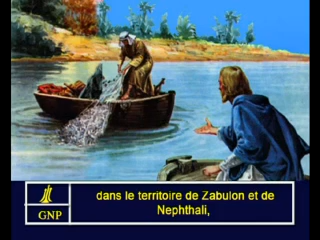 dans le territoire de Zabulon et de
Nephthali,
GNP